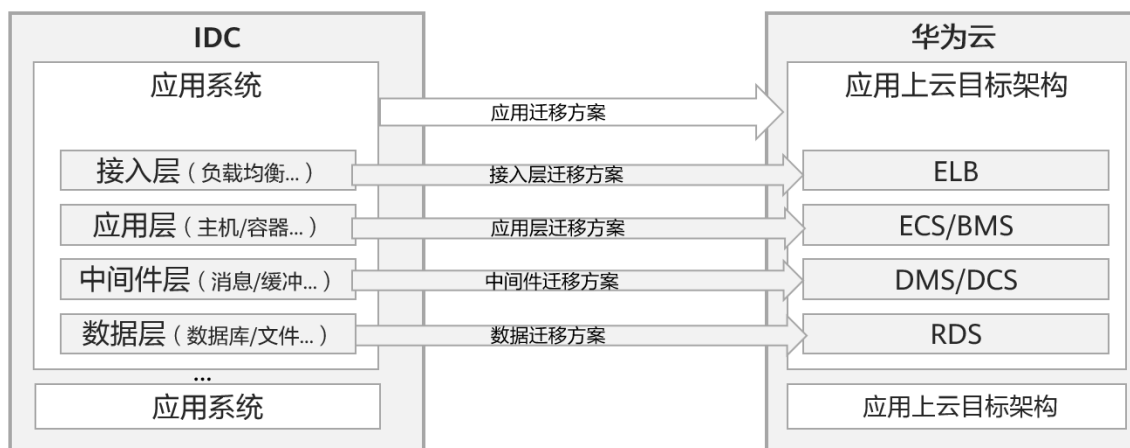 IDC
华为云
应用系统
应用上云目标架构
应用迁移方案
接入层（负载均衡...）
接入层迁移方案
ELB
应用层（主机/容器...）
应用层迁移方案
ECS/BMS
中间件层（消息/缓冲...）
中间件迁移方案
DMS/DCS
数据层（数据库/文件...）
数据迁移方案
RDS
...
应用系统
应用上云目标架构